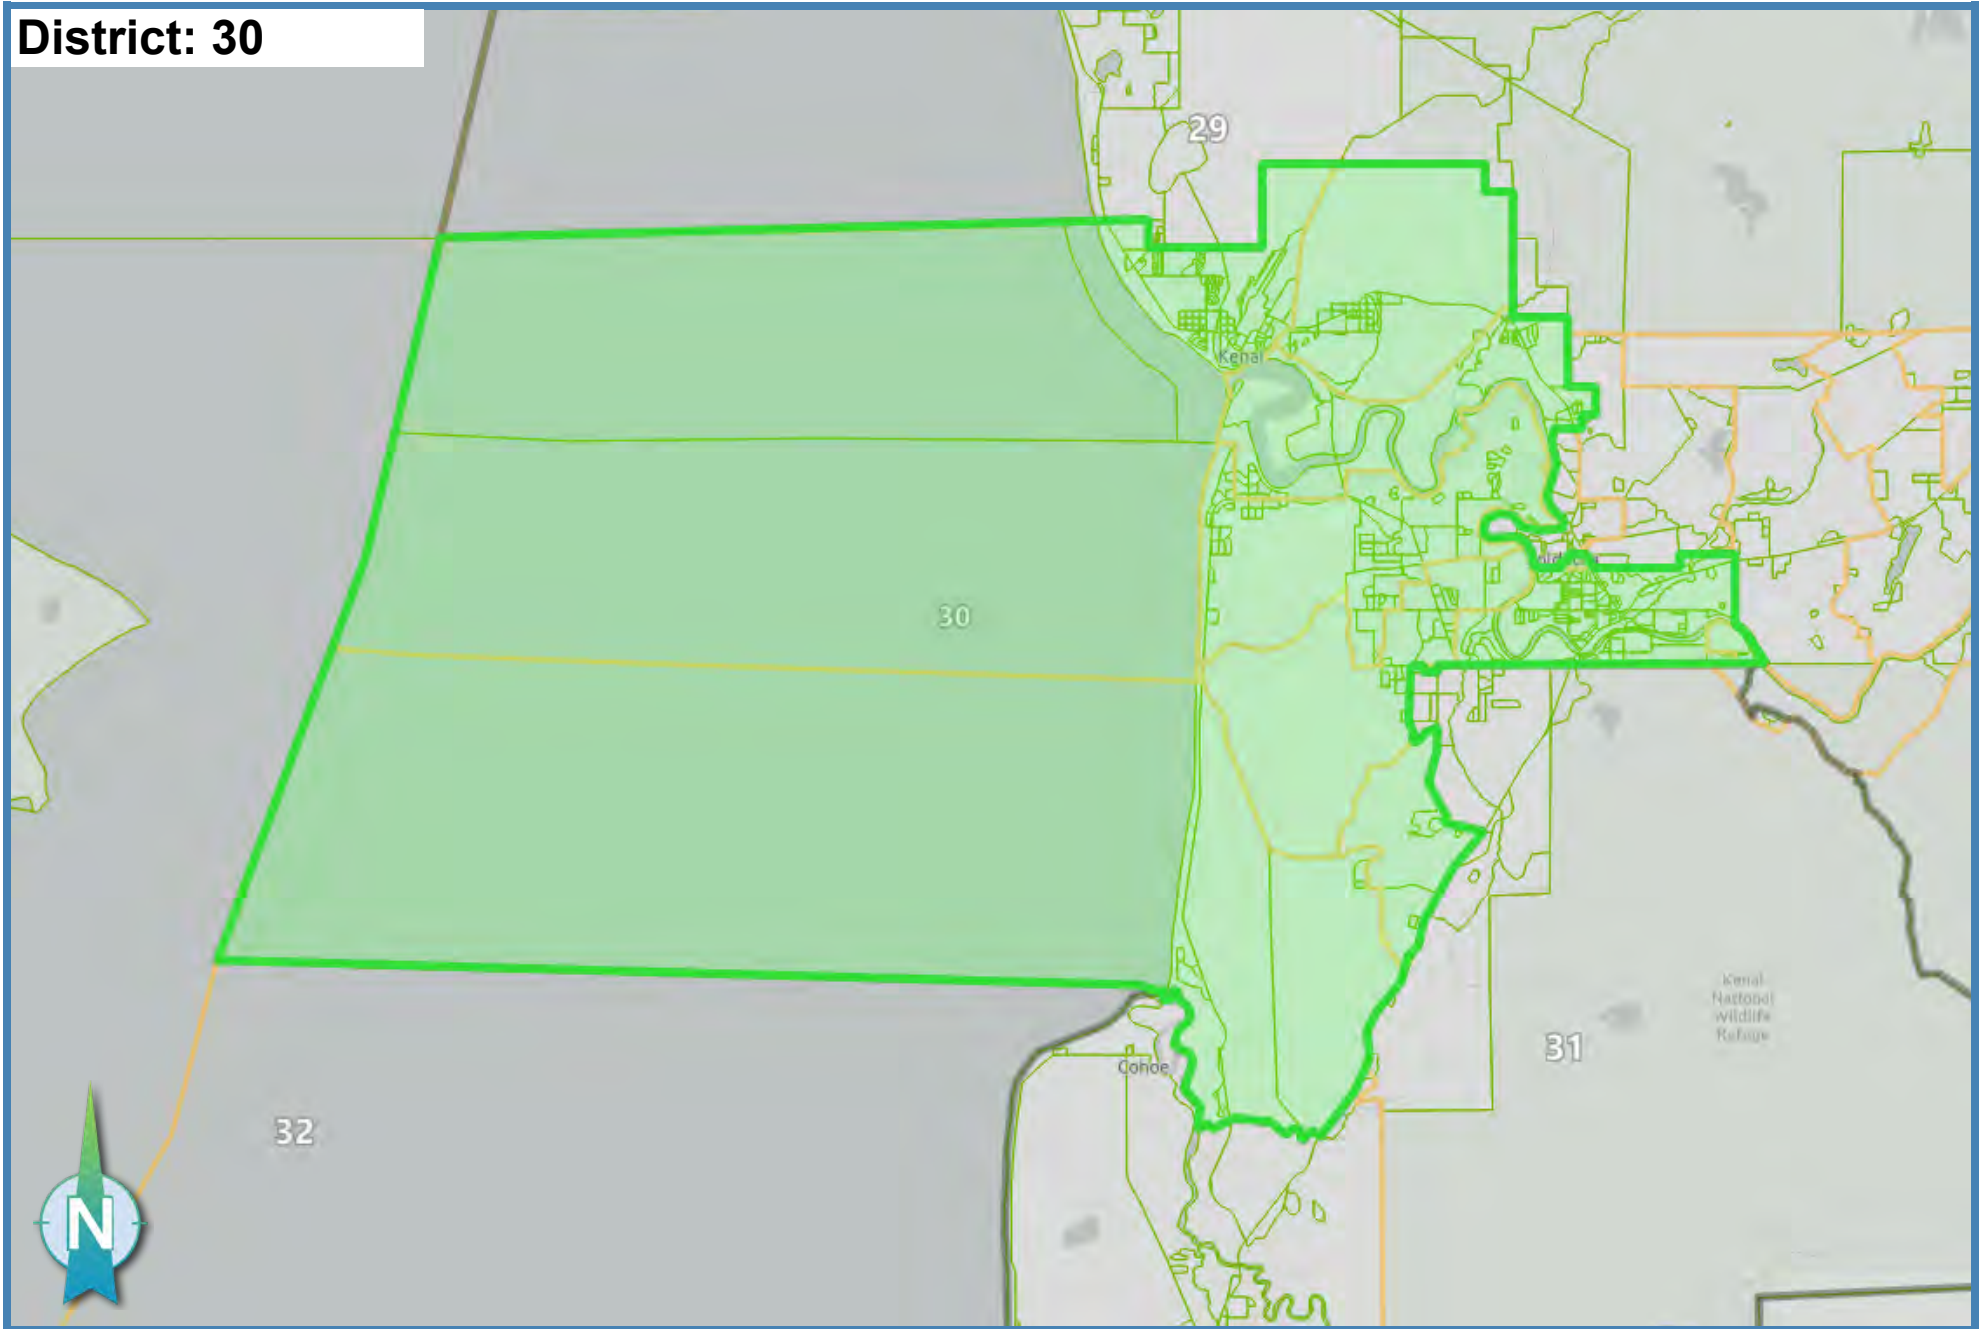 District: 30
29
Kenai
30
Kenai
National
Wildlife
Refuge
31
Cohoe
32
N